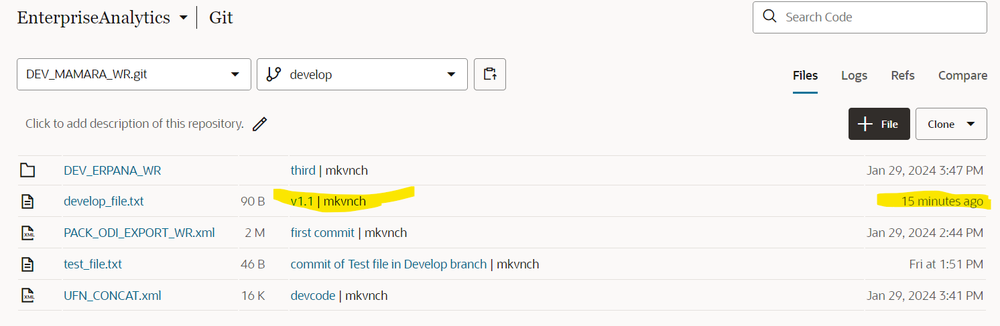 EnterpriseAnalytics Git
Search Code
DEV_MAMARA_WR.git develop
Files Logs Refs Compare
Click to add description of this repository.
File Clone
DEV_ERPANA_WR third | mkvnch Jan 29, 2024 3:47 PM
develop_file.txt 90 B v1.1 | mkvnch 15 minutes ago
XML PACK_ODI_EXPORT_WR.xml 2 M first commit | mkvnch Jan 29, 2024 2:44 PM
test_file.txt 46 B commit of Test file in Develop branch | mkvnch Fri at 1:51 PM
XML UFN_CONCAT.xml 16 K devcode | mkvnch Jan 29, 2024 3:41 PM